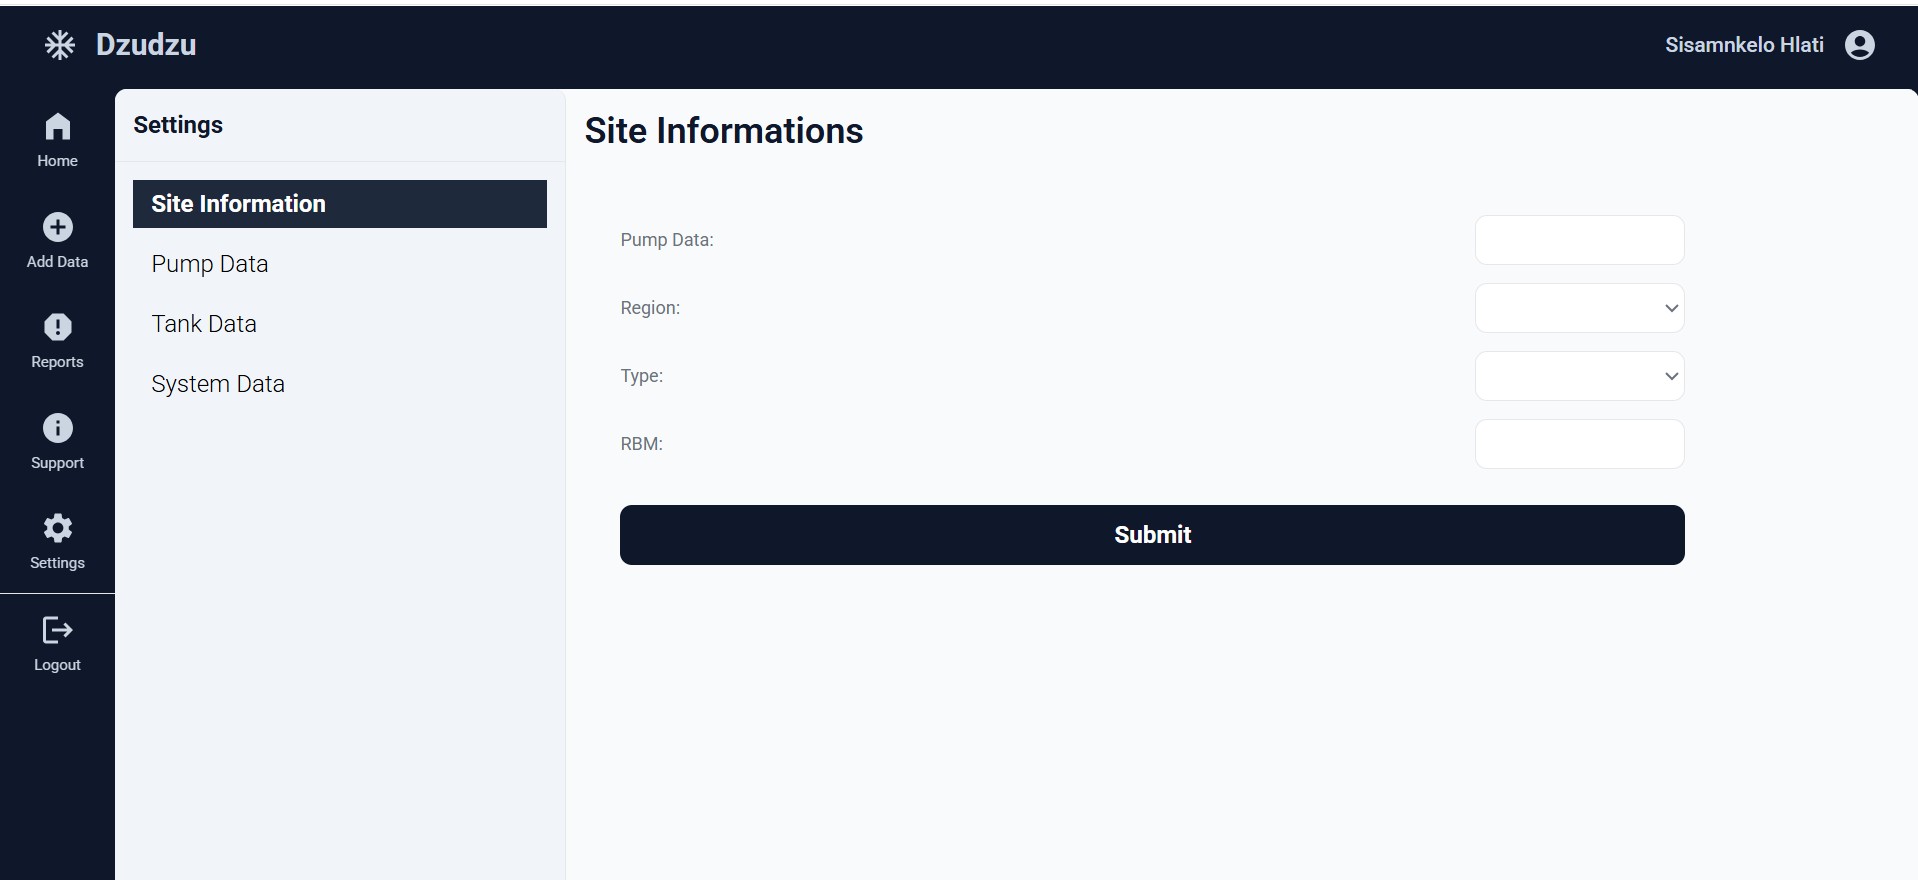 Dzudzu
Sisamnkelo Hlati
Home
Add Data
Reports
Support
Settings
Logout
Settings
Site Information
Pump Data
Tank Data
System Data
Site Informations
Pump Data:
Region:
Type:
RBM:
Submit